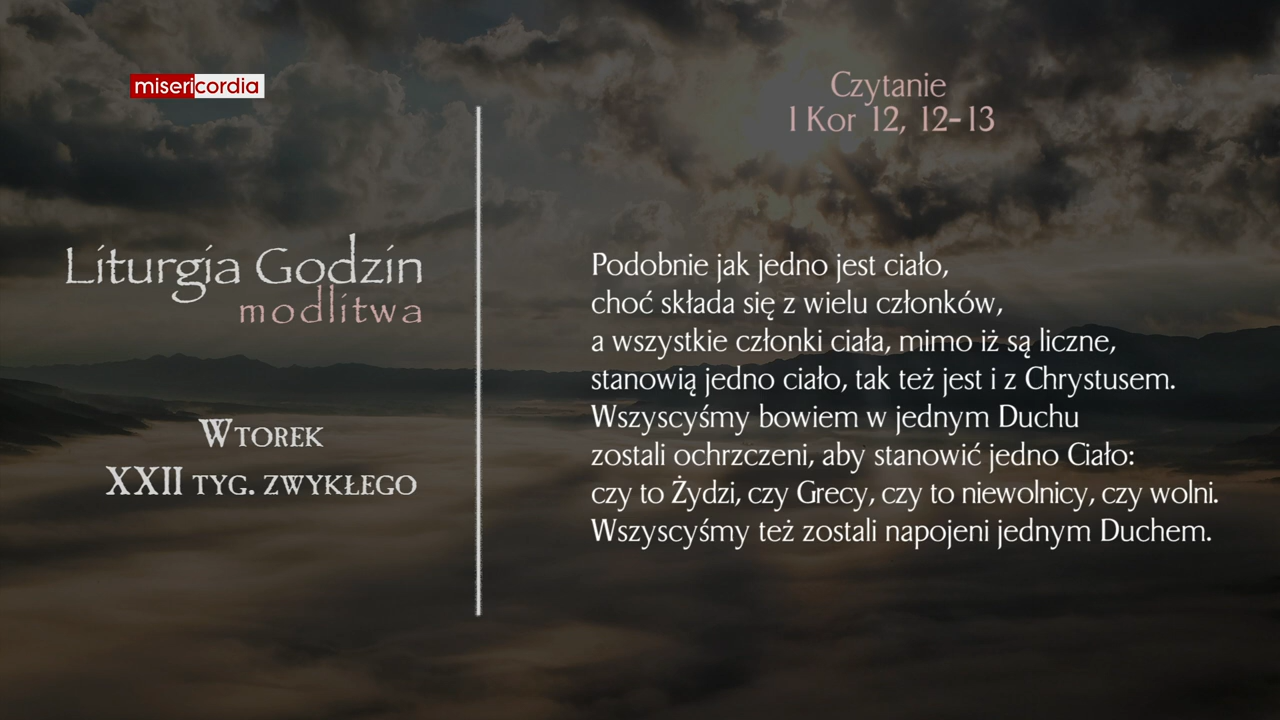 misericordia
Liturgia Godzin
modlitwa
Wtorek
XXII tyg. zwykłego
Czytanie
1 Kor 12, 12-13
Podobnie jak jedno jest ciało,
choć składa się z wielu członków,
a wszystkie członki ciała, mimo iż są liczne,
stanowią jedno ciało, tak też jest i z Chrystusem.
Wszyscyśmy bowiem w jednym Duchu
zostali ochrzczeni, aby stanowić jedno Ciało:
czy to Żydzi, czy Grecy, czy to niewolnicy, czy wolni.
Wszyscyśmy też zostali napojeni jednym Duchem.